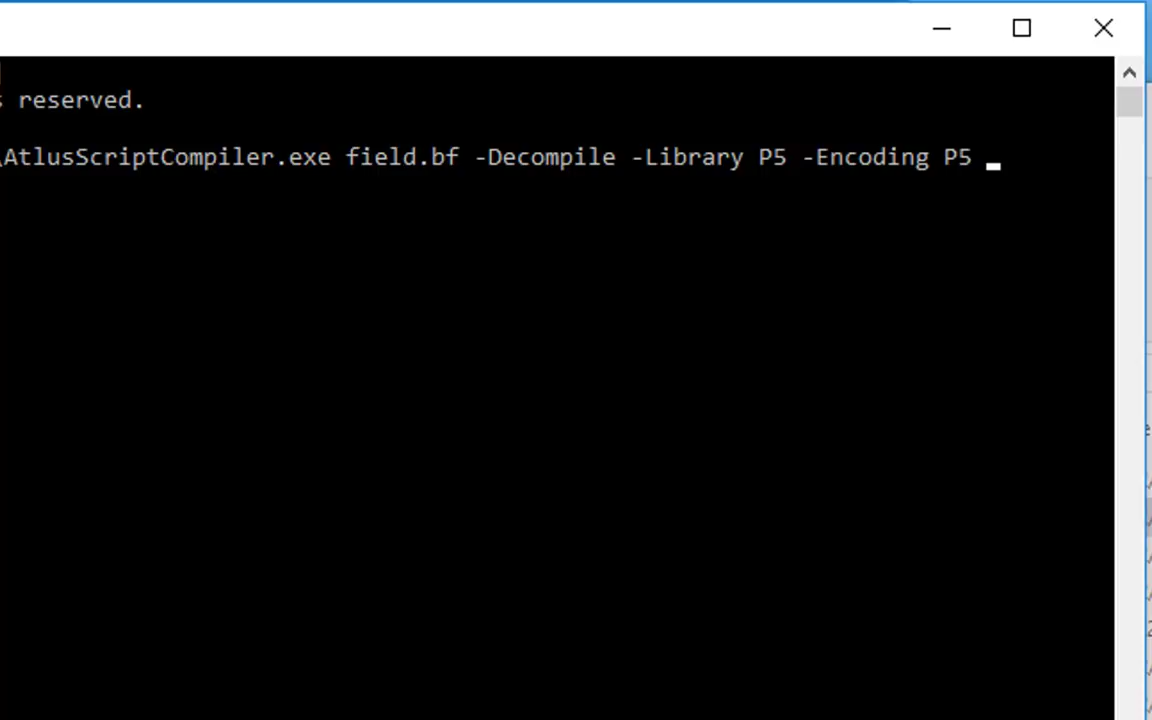 reserved.
\AtlusScriptCompiler.exe field.bf -Decompile -Library P5 -Encoding P5